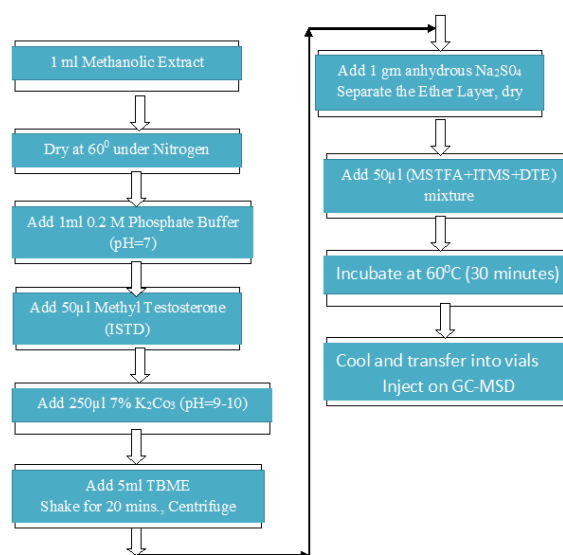 1 ml Methanolic Extract
Dry at 60⁰ under Nitrogen
Add 1ml 0.2 M Phosphate Buffer
(pH=7)
Add 50µl Methyl Testosterone
(ISTD)
Add 250µl 7% K₂Co₃ (pH=9-10)
Add 5ml TBME
Shake for 20 mins., Centrifuge
Add 1 gm anhydrous Na₂S0₄
Separate the Ether Layer, dry
Add 50µl (MSTFA+ITMS+DTE)
mixture
Incubate at 60⁰C (30 minutes)
Cool and transfer into vials
Inject on GC-MSD